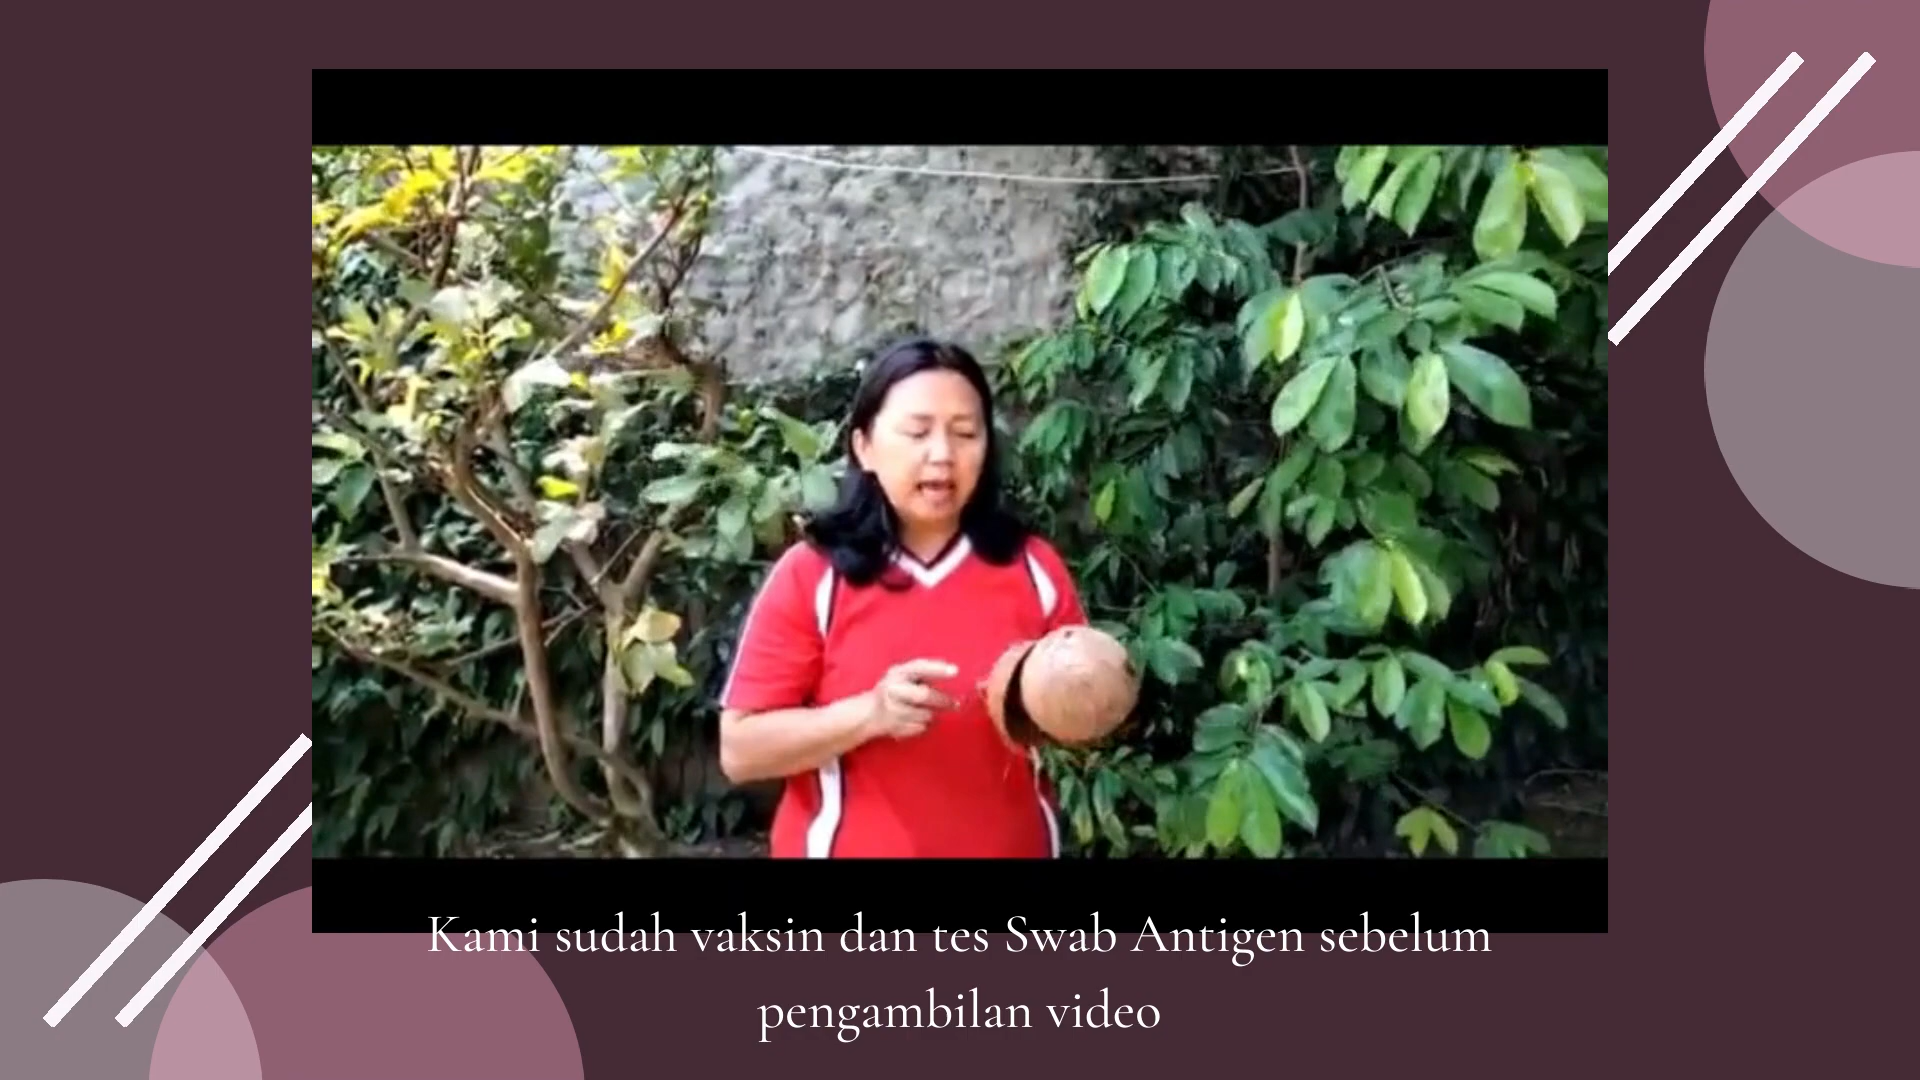 Kami sudah vaksin dan tes Swab Antigen sebelum
pengambilan video